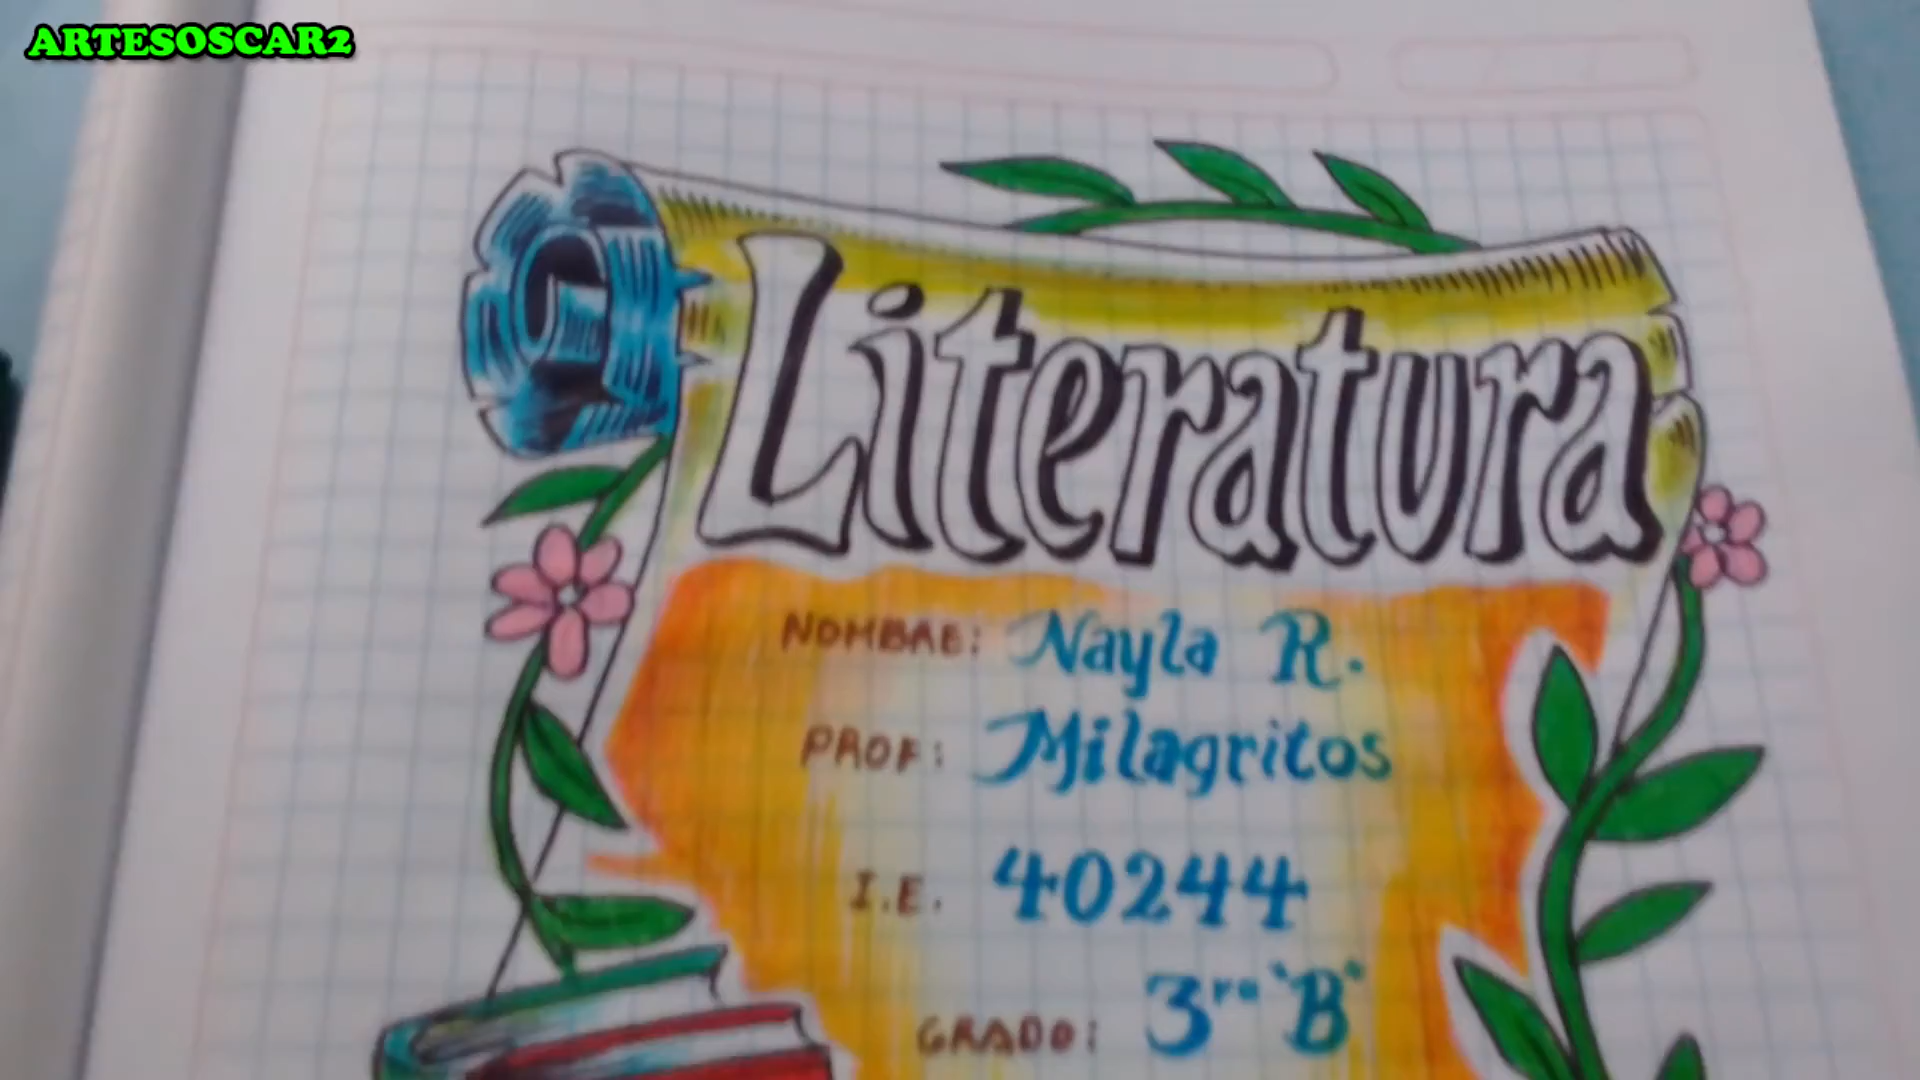 ARTESOSCAR2
Literatura
NOMBRE: Nayla R.
PROF: Milagritos
I.E. 40244
GRADO: 3ro "B"